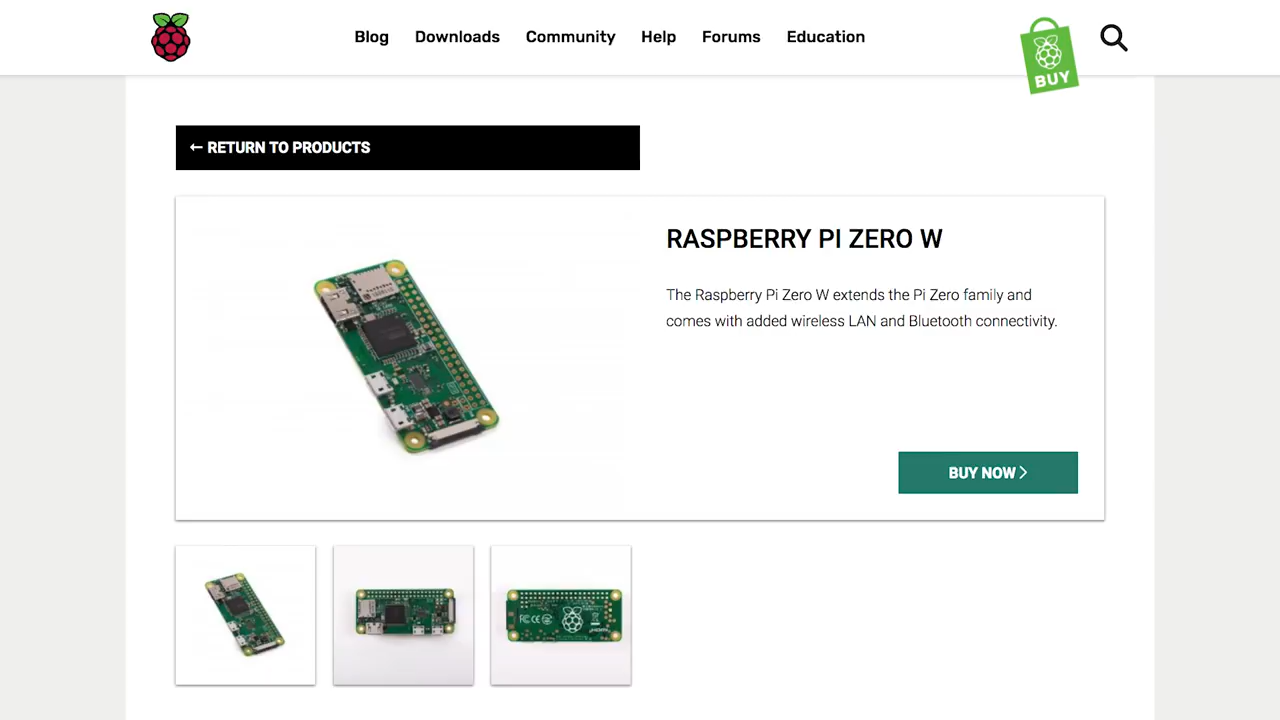 Blog Downloads Community Help Forums Education
BUY
← RETURN TO PRODUCTS
RASPBERRY PI ZERO W
The Raspberry Pi Zero W extends the Pi Zero family and
comes with added wireless LAN and Bluetooth connectivity.
BUY NOW >